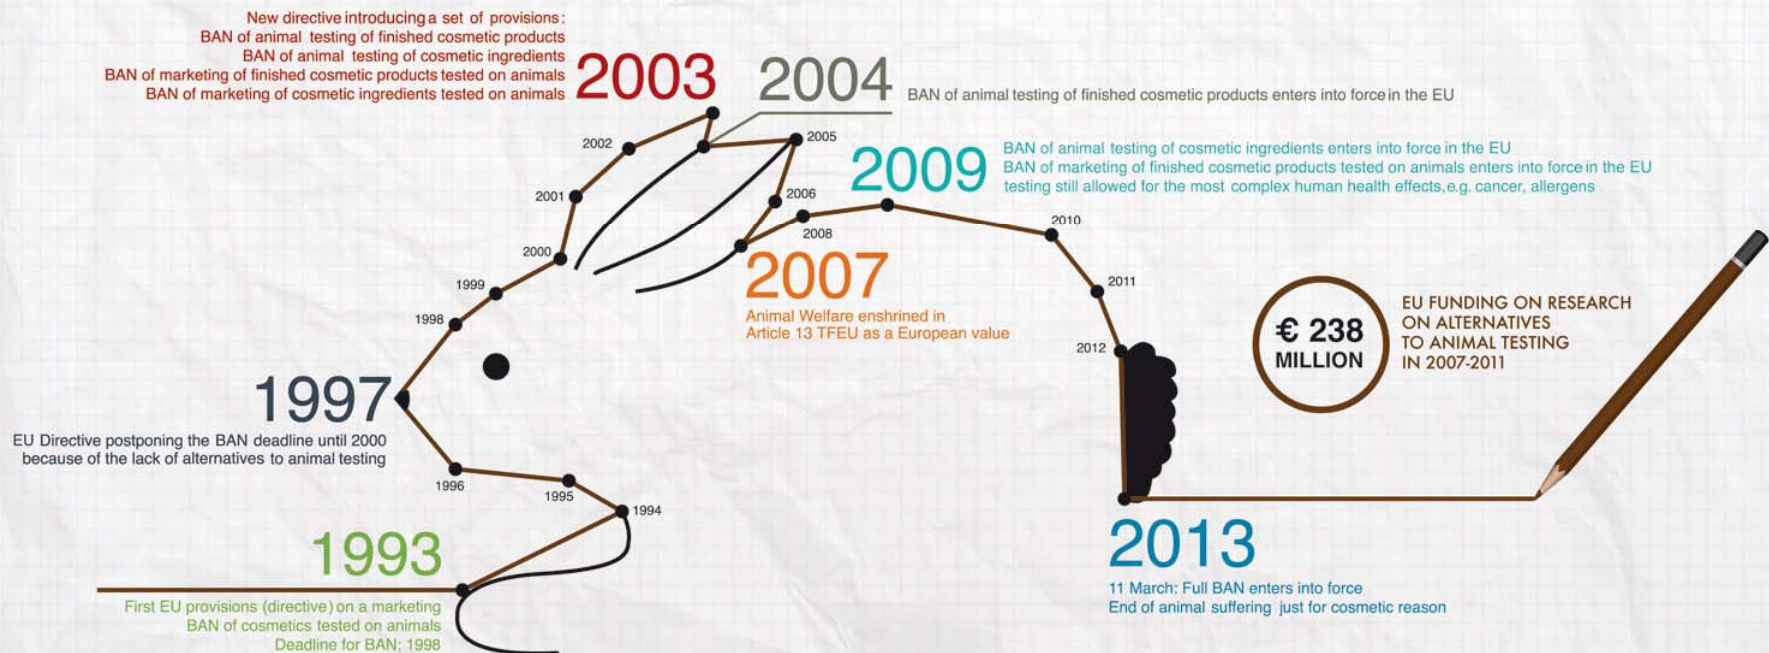 New directive introducing a set of provisions:
BAN of animal testing of finished cosmetic products
BAN of animal testing of cosmetic ingredients
BAN of marketing of finished cosmetic products tested on animals
BAN of marketing of cosmetic ingredients tested on animals
2003
2004
BAN of animal testing of finished cosmetic products enters into force in the EU
2002
2005
2009
BAN of animal testing of cosmetic ingredients enters into force in the EU
BAN of marketing of finished cosmetic products tested on animals enters into force in the EU
testing still allowed for the most complex human health effects, e.g. cancer, allergens
2001
2006
2008
2010
2000
2007
Animal Welfare enshrined in
Article 13 TFEU as a European value
1999
2011
1998
2012
€ 238
MILLION
EU FUNDING ON RESEARCH
ON ALTERNATIVES
TO ANIMAL TESTING
IN 2007-2011
1997
EU Directive postponing the BAN deadline until 2000
because of the lack of alternatives to animal testing
1996
1995
1994
1993
First EU provisions (directive) on a marketing
BAN of cosmetics tested on animals
Deadline for BAN: 1998
2013
11 March: Full BAN enters into force
End of animal suffering just for cosmetic reason